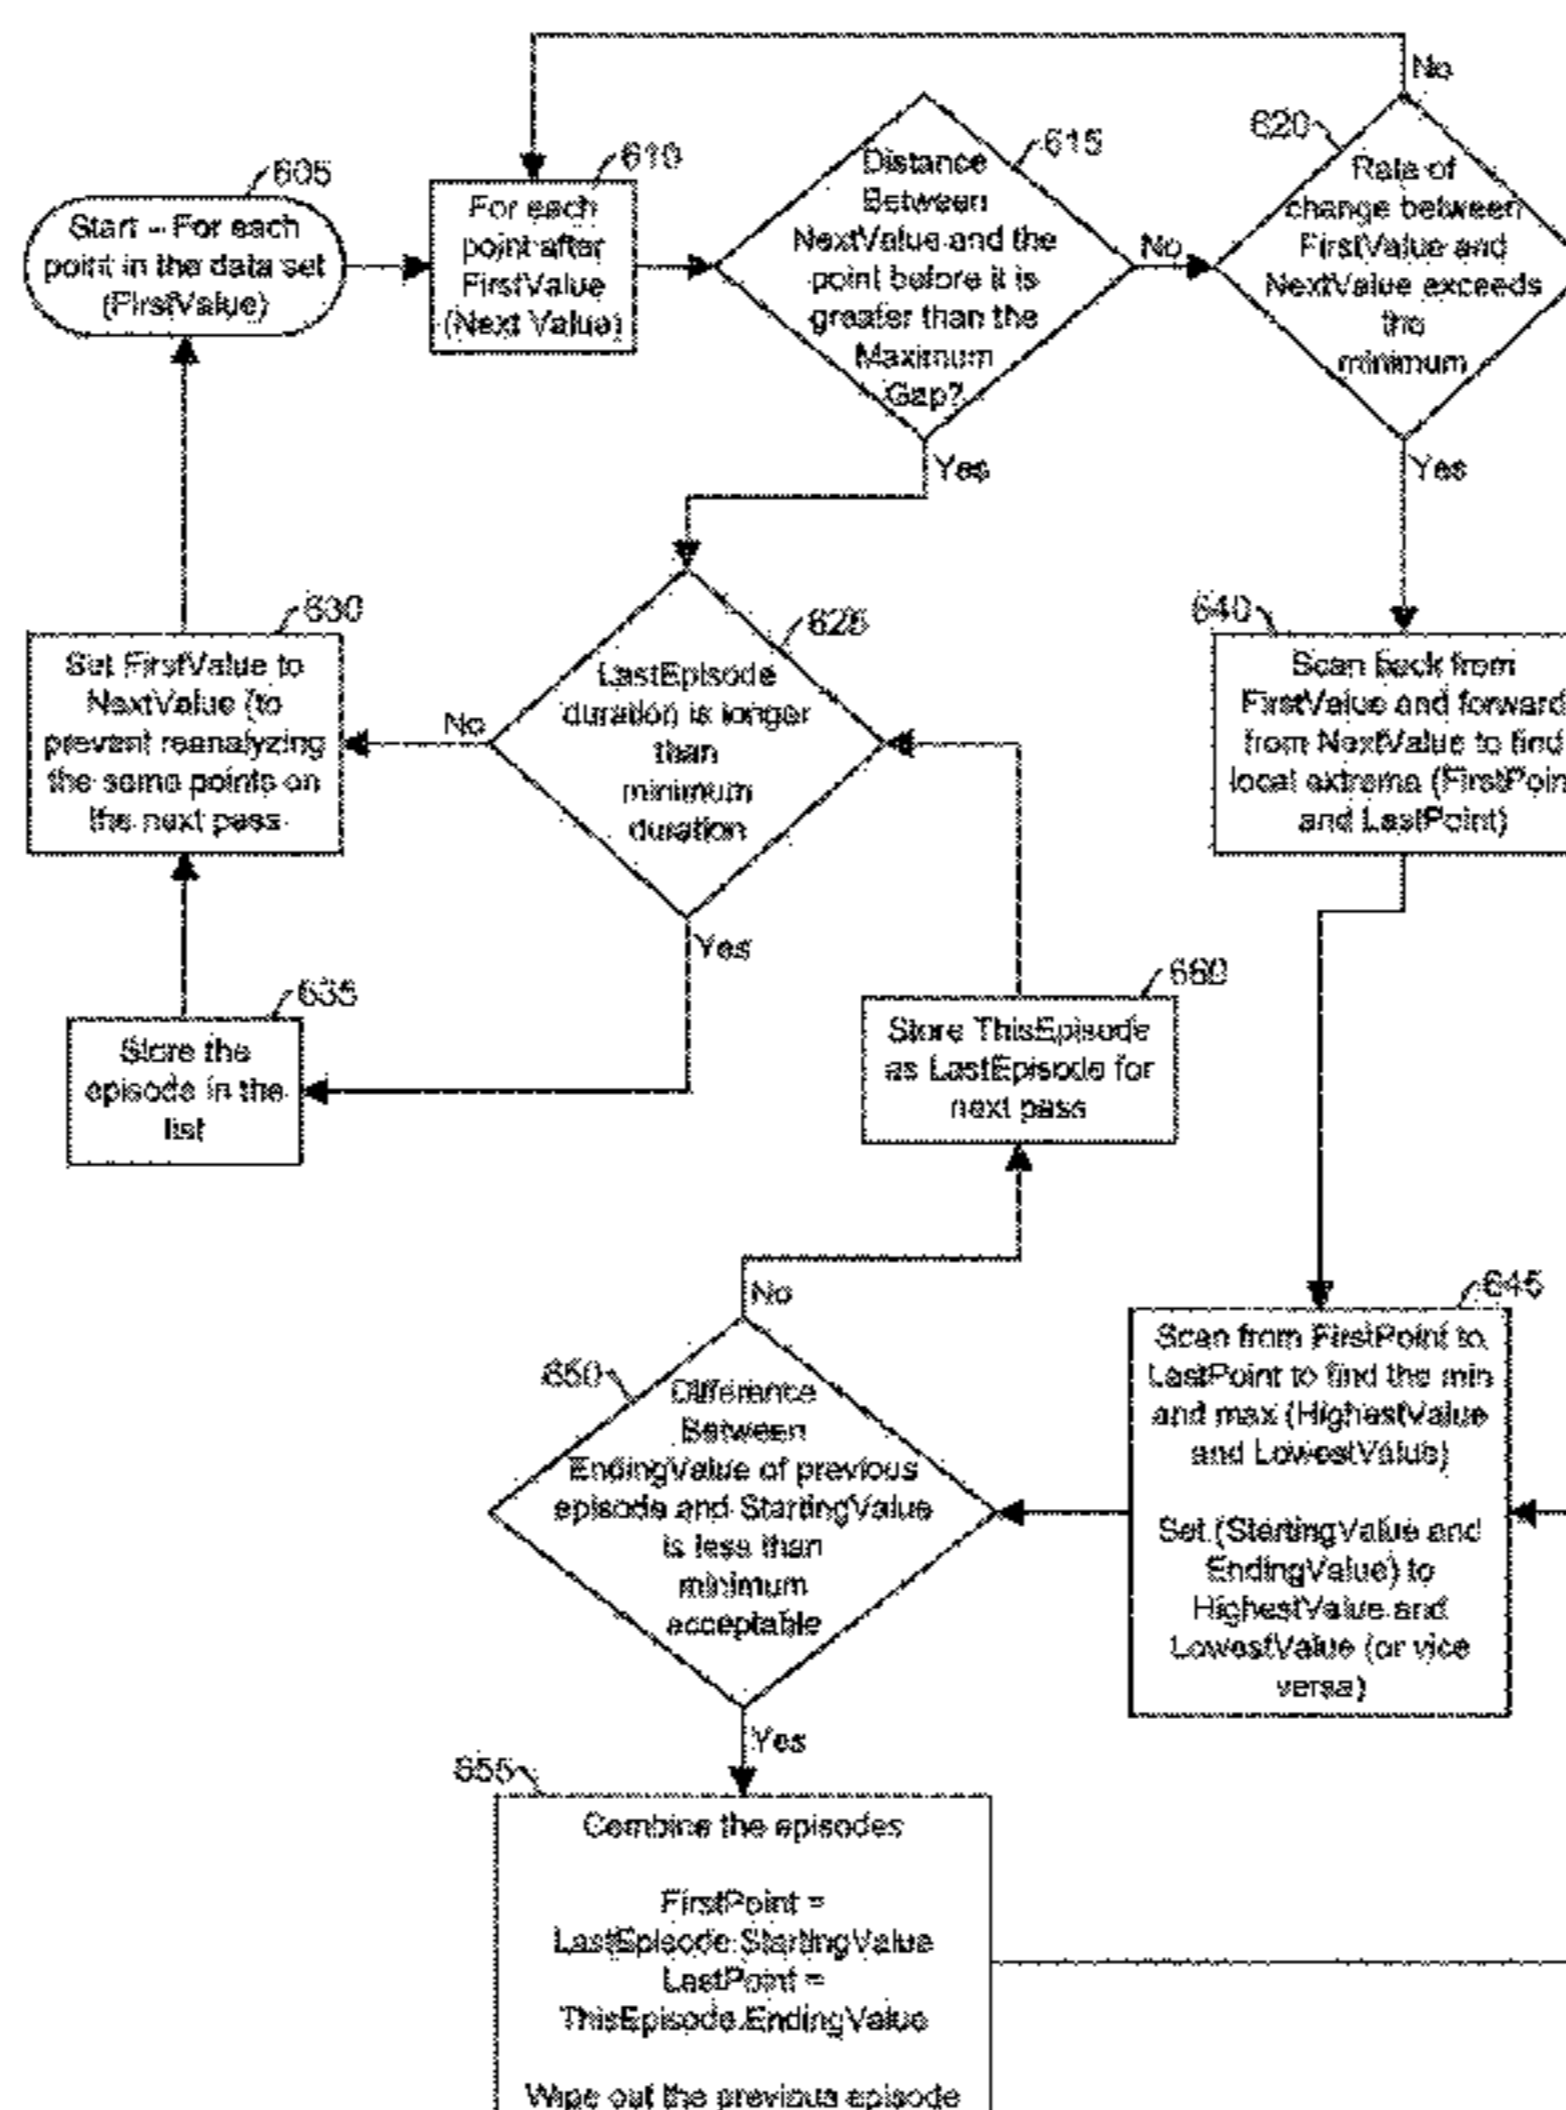 No
605
Start – For each
point in the data set
(FirstValue)
610
For each
point after
FirstValue
(Next Value)
615
Distance
Between
NextValue and the
point before it is
greater than the
Maximum
Gap?
No
Yes
620
Rate of
change between
FirstValue and
NextValue exceeds
the
minimum
Yes
630
Set FirstValue to
NextValue (to
prevent reanalyzing
the same points on
the next pass
No
625
LastEpisode
duration is longer
than
minimum
duration
Yes
640
Scan back from
FirstValue and forward
from NextValue to find
local extrema (FirstPoint
and LastPoint)
635
Store the
episode in the
list
660
Store ThisEpisode
as LastEpisode for
next pass
No
645
Scan from FirstPoint to
LastPoint to find the min
and max (HighestValue
and LowestValue)
Set (StartingValue and
EndingValue) to
HighestValue and
LowestValue (or vice
versa)
650
Difference
Between
EndingValue of previous
episode and StartingValue
is less than
minimum
acceptable
Yes
655
Combine the episodes
FirstPoint =
LastEpisode.StartingValue
LastPoint =
ThisEpisode.EndingValue
Wipe out the previous episode